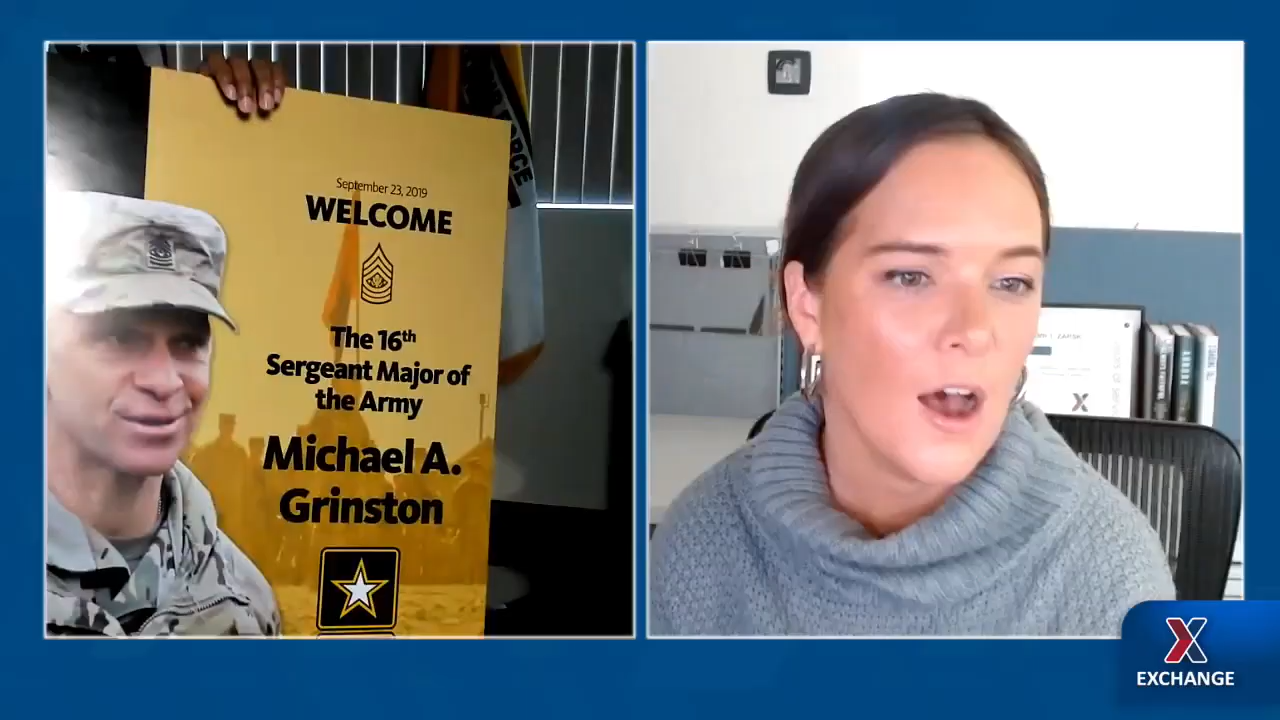 September 23, 2019
WELCOME
The 16th
Sergeant Major of
the Army
Michael A.
Grinston
X
EXCHANGE